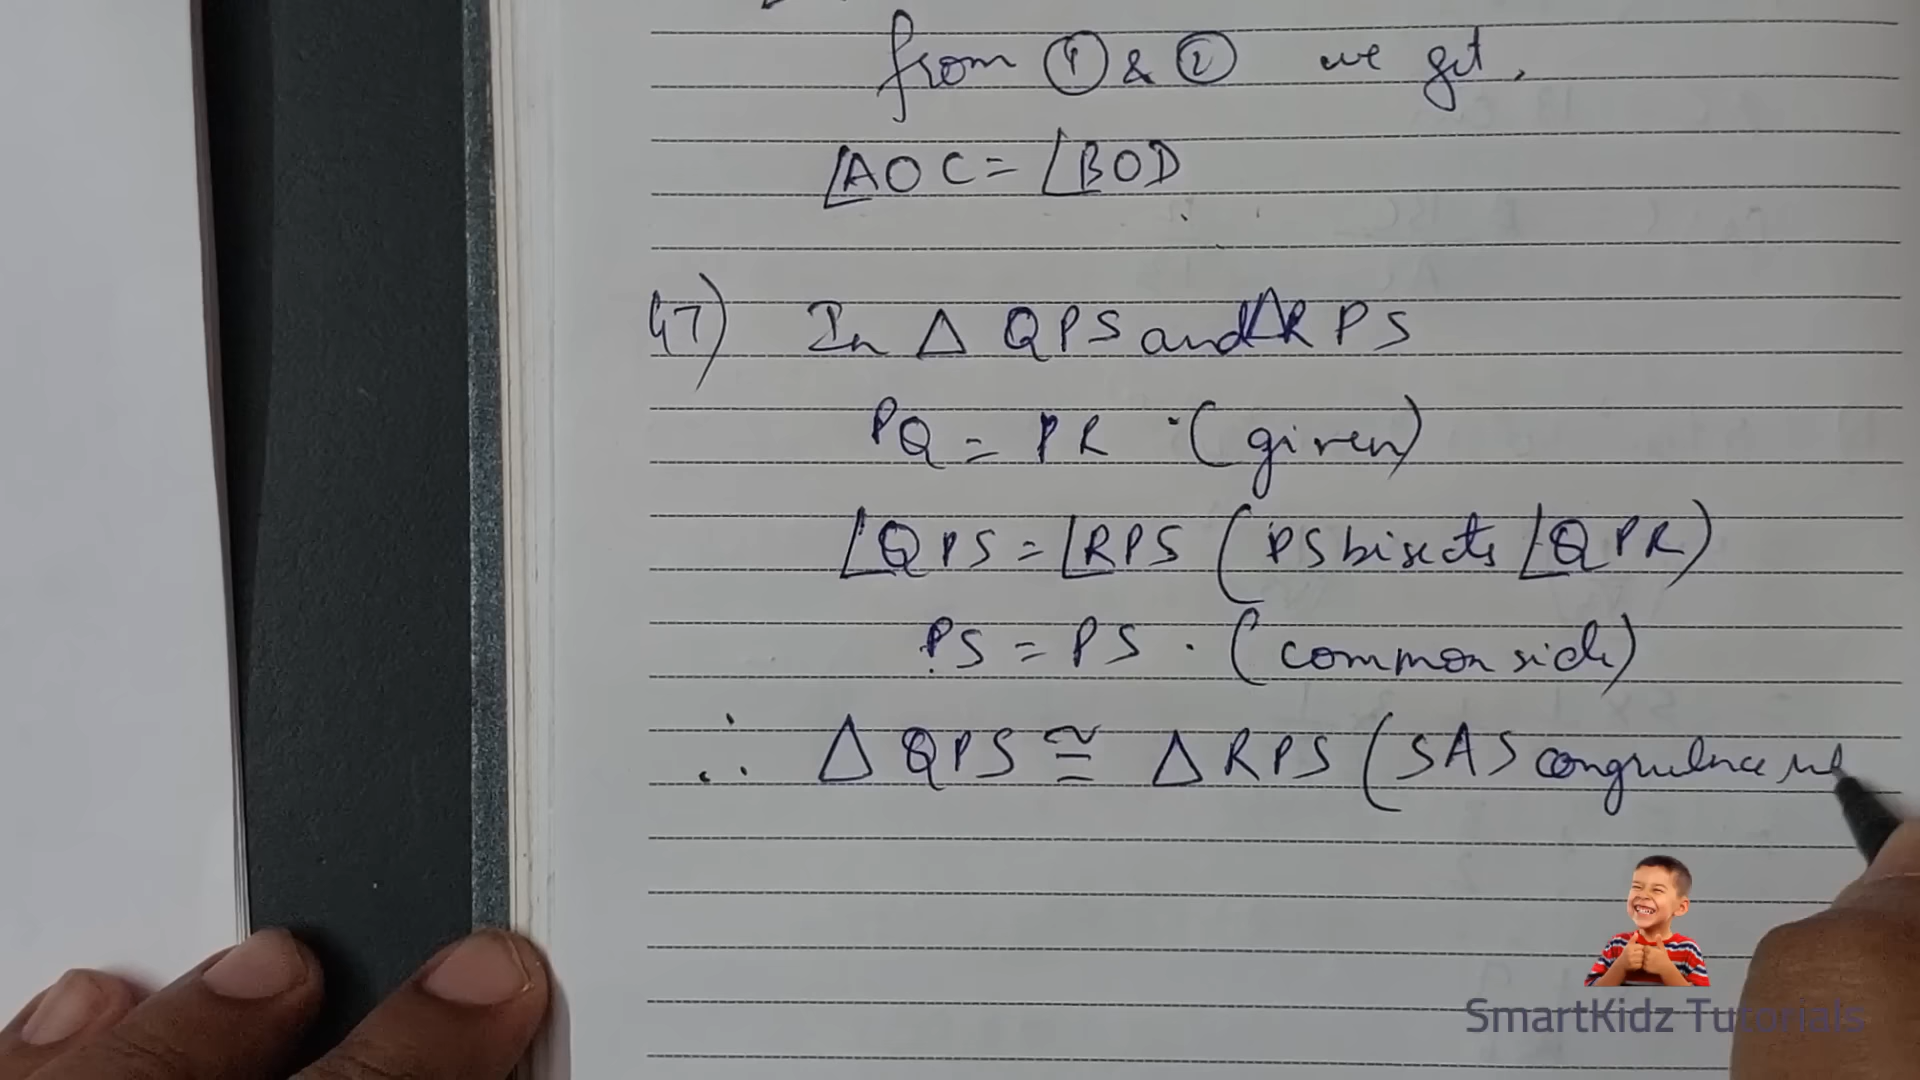 from ① & ② we get,
∠AOC = ∠BOD
47) In Δ QPS and ΔRPS
PQ = PR (given)
∠QPS = ∠RPS (PS bisects ∠QPR)
PS = PS (common side)
∴ Δ QPS ≅ Δ RPS (SAS congruence
SmartKidz Tutorials